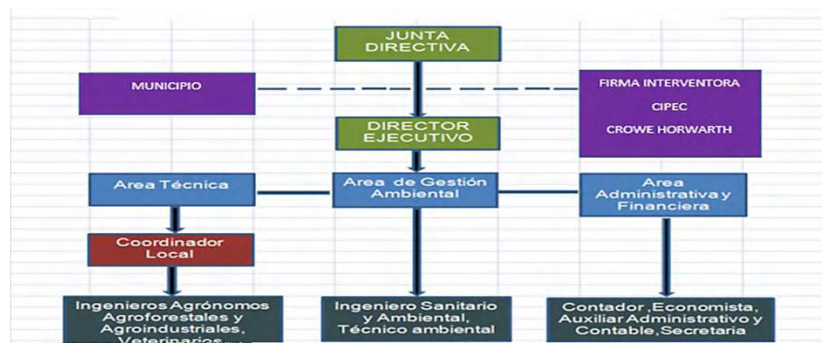 JUNTA
DIRECTIVA
MUNICIPIO
FIRMA INTERVENTORA
CIPEC
CROWE HORWARTH
DIRECTOR
EJECUTIVO
Area Técnica
Area de Gestión
Ambiental
Area
Administrativa y
Financiera
Coordinador
Local
Ingenieros Agrónomos
Agroforestales y
Agroindustriales,
Veterinarios
Ingeniero Sanitario
y Ambiental,
Técnico ambiental
Contador ,Economista,
Auxiliar Administrativo y
Contable, Secretaria